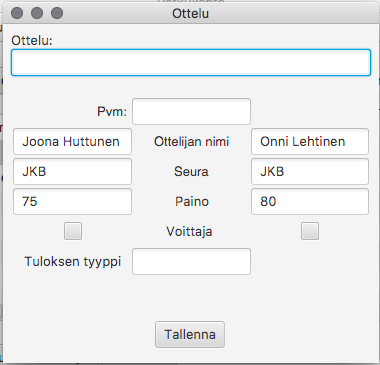 Ottelu
Ottelu:
Pvm:
Joona Huttunen Ottelijan nimi Onni Lehtinen
JKB Seura JKB
75 Paino 80
Voittaja
Tuloksen tyyppi
Tallenna